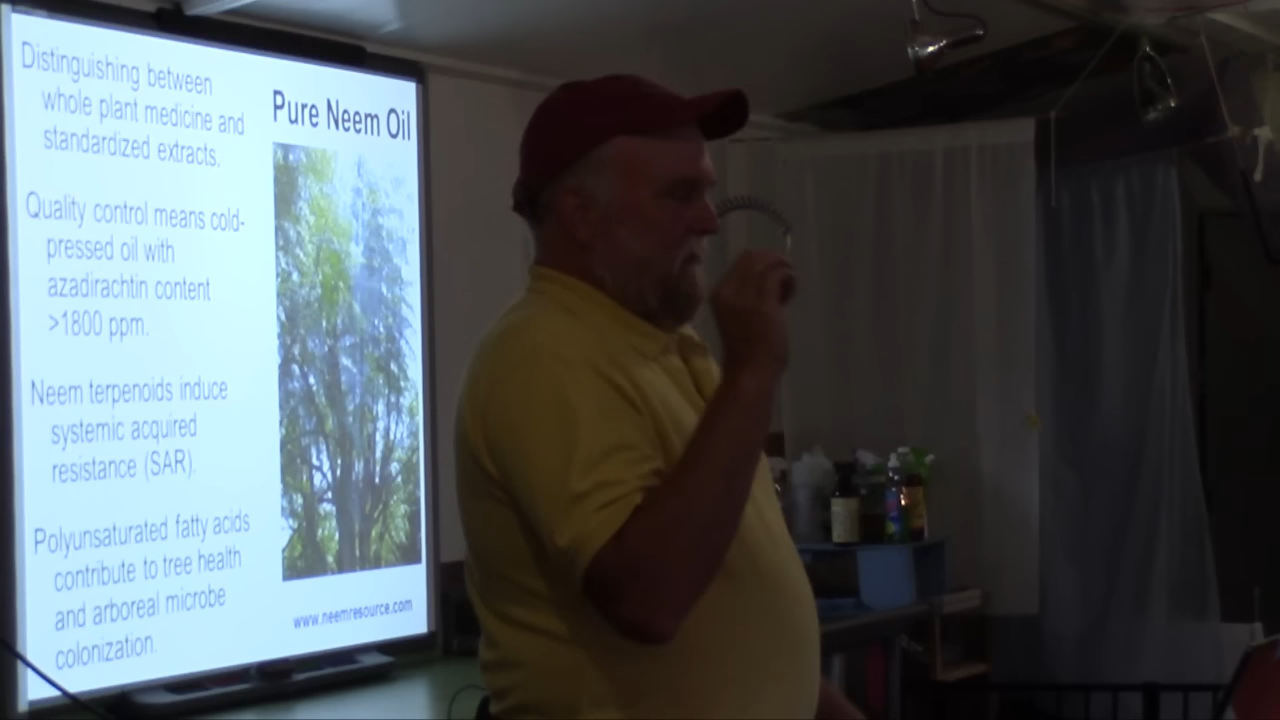 Distinguishing between
whole plant medicine and
standardized extracts.
Quality control means cold-
pressed oil with
azadirachtin content
>1800 ppm.
Neem terpenoids induce
systemic acquired
resistance (SAR).
Polyunsaturated fatty acids
contribute to tree health
and arboreal microbe
colonization.
Pure Neem Oil
www.neemresource.com